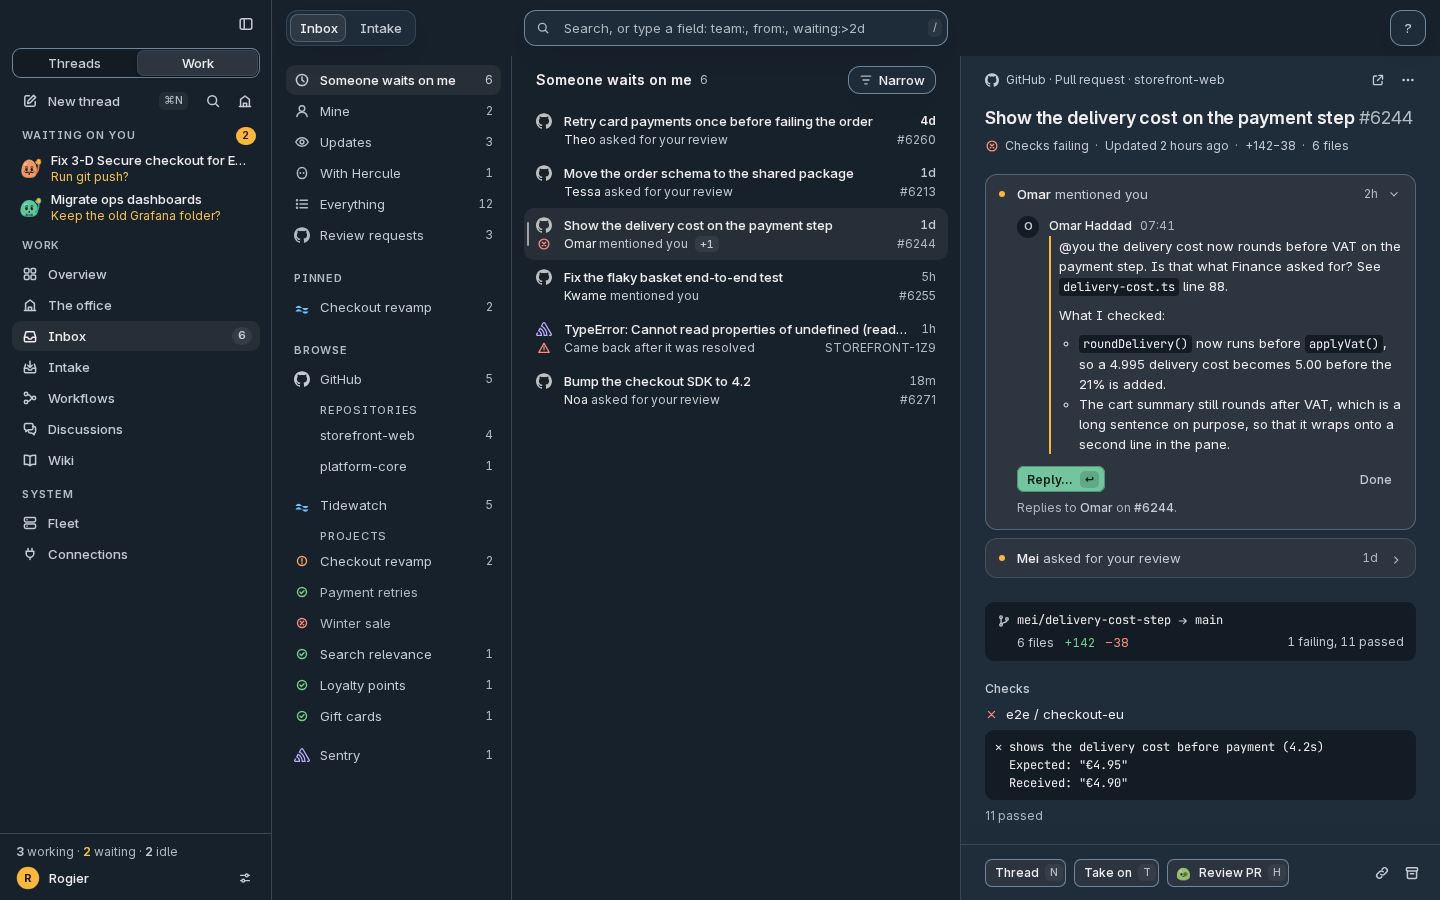 Threads
Work
New thread
⌘N
WAITING ON YOU
2
Fix 3-D Secure checkout for E…
Run git push?
Migrate ops dashboards
Keep the old Grafana folder?
WORK
Overview
The office
Inbox
6
Intake
Workflows
Discussions
Wiki
SYSTEM
Fleet
Connections
3 working · 2 waiting · 2 idle
R
Rogier
Inbox
Intake
Someone waits on me
6
Mine
2
Updates
3
With Hercule
1
Everything
12
Review requests
3
PINNED
Checkout revamp
2
BROWSE
GitHub
5
REPOSITORIES
storefront-web
4
platform-core
1
Tidewatch
5
PROJECTS
Checkout revamp
2
Payment retries
Winter sale
Search relevance
1
Loyalty points
1
Gift cards
1
Sentry
1
Search, or type a field: team:, from:, waiting:>2d
/
?
Someone waits on me 6
Narrow
Retry card payments once before failing the order
4d
Theo asked for your review
#6260
Move the order schema to the shared package
1d
Tessa asked for your review
#6213
Show the delivery cost on the payment step
1d
Omar mentioned you +1
#6244
Fix the flaky basket end-to-end test
5h
Kwame mentioned you
#6255
TypeError: Cannot read properties of undefined (read…
1h
Came back after it was resolved
STOREFRONT-1Z9
Bump the checkout SDK to 4.2
18m
Noa asked for your review
#6271
GitHub · Pull request · storefront-web
Show the delivery cost on the payment step #6244
Checks failing · Updated 2 hours ago · +142−38 · 6 files
Omar mentioned you
2h
O
Omar Haddad 07:41
@you the delivery cost now rounds before VAT on the
payment step. Is that what Finance asked for? See
delivery-cost.ts line 88.
What I checked:
roundDelivery() now runs before applyVat(),
so a 4.995 delivery cost becomes 5.00 before the
21% is added.
The cart summary still rounds after VAT, which is a
long sentence on purpose, so that it wraps onto a
second line in the pane.
Reply… ↩
Done
Replies to Omar on #6244.
Mei asked for your review
1d
mei/delivery-cost-step → main
6 files +142 −38
1 failing, 11 passed
Checks
e2e / checkout-eu
× shows the delivery cost before payment (4.2s)
Expected: "€4.95"
Received: "€4.90"
11 passed
Thread N
Take on T
Review PR H